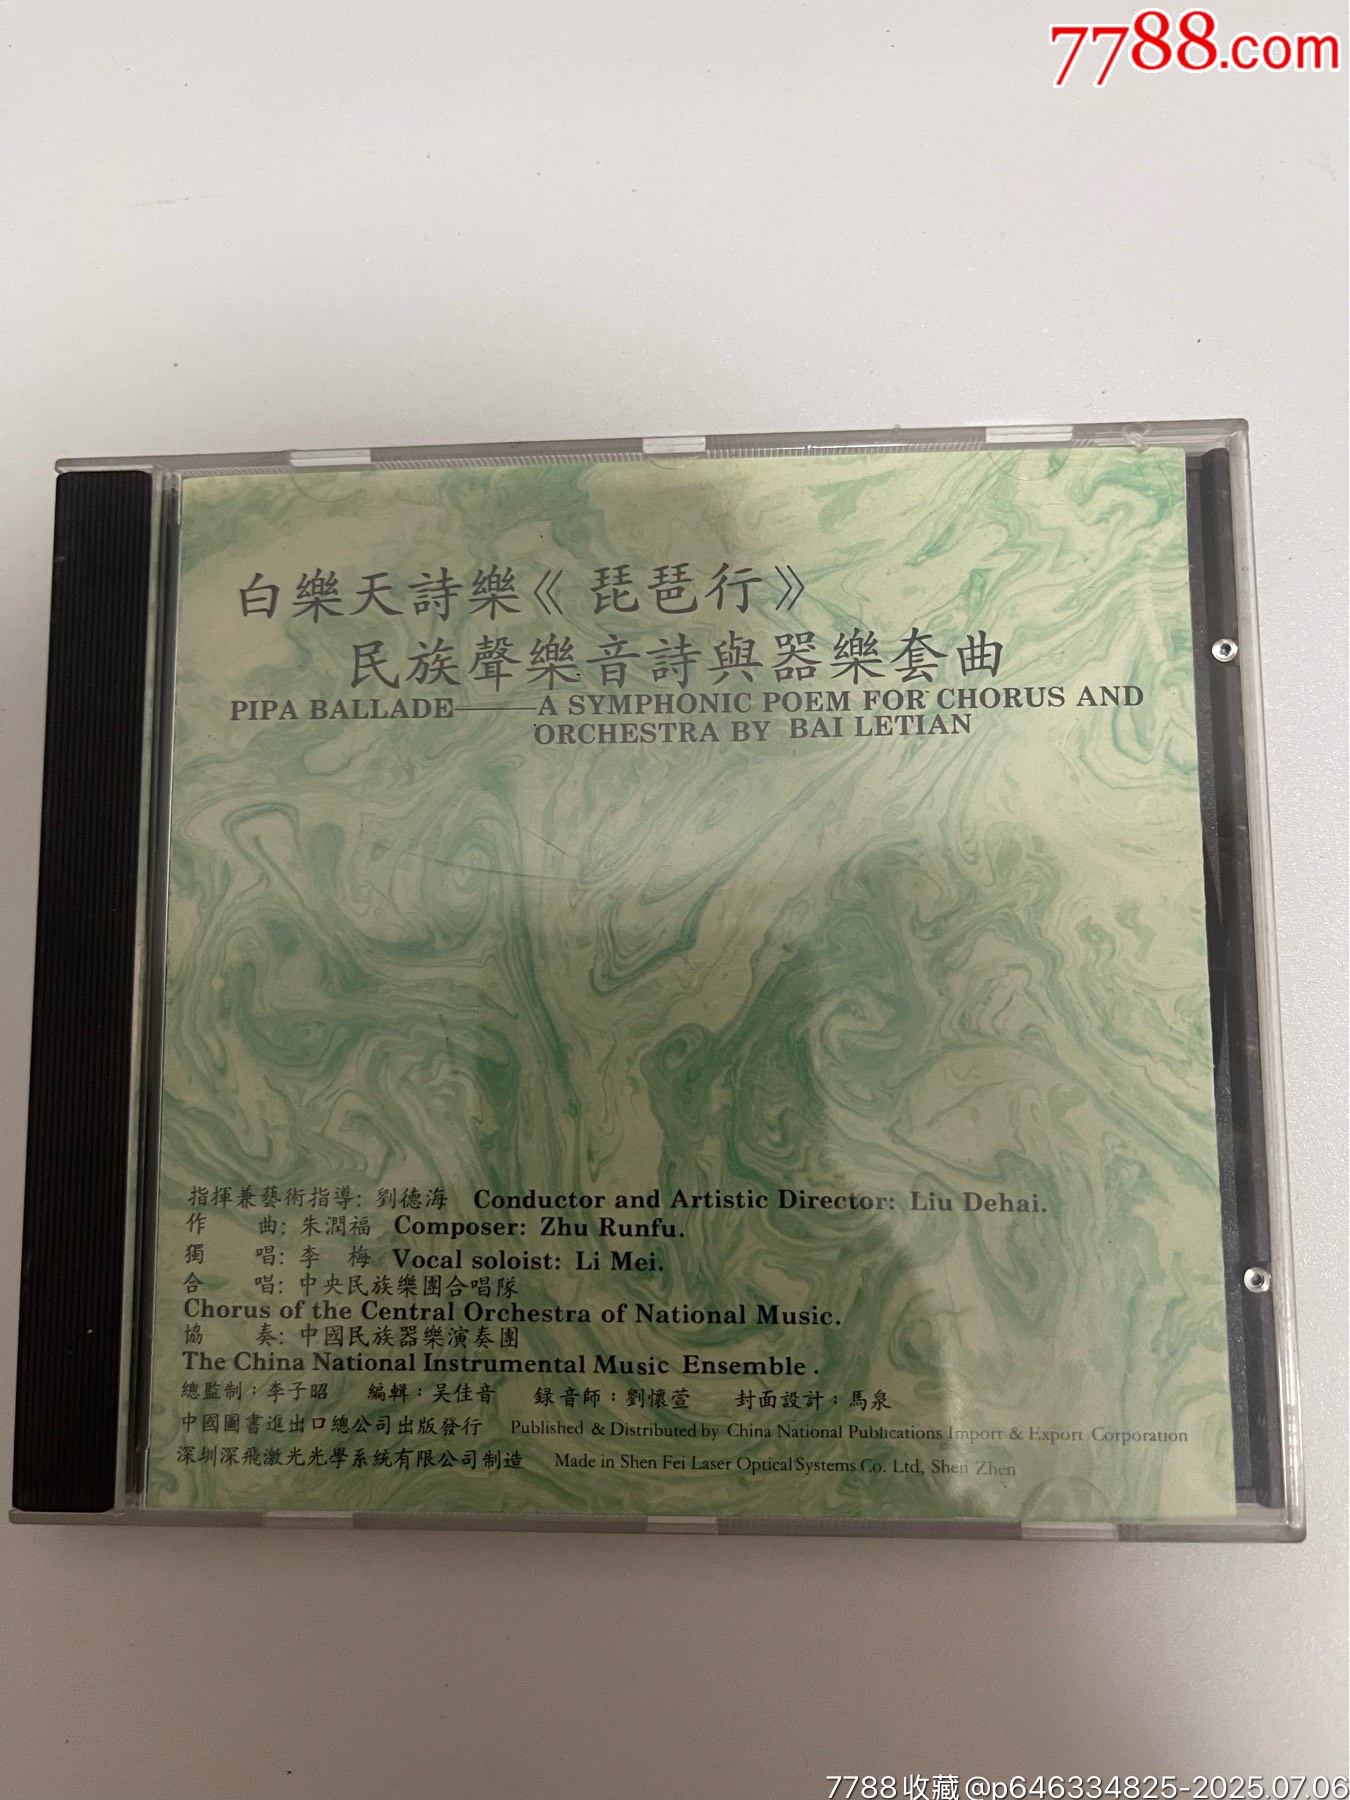 7788.com
白樂天詩樂《琵琶行》
民族聲樂音詩與器樂套曲
PIPA BALLADE——A SYMPHONIC POEM FOR CHORUS AND
ORCHESTRA BY BAI LETIAN
指揮兼藝術指導: 劉德海 Conductor and Artistic Director: Liu Dehai.
作 曲: 朱潤福 Composer: Zhu Runfu.
獨 唱: 李 梅 Vocal soloist: Li Mei.
合 唱: 中央民族樂團合唱隊
Chorus of the Central Orchestra of National Music.
協 奏: 中國民族器樂演奏團
The China National Instrumental Music Ensemble.
總監制：李子昭 編輯：吴佳音 録音師：劉懷萱 封面設計：馬泉
中國圖書進出口總公司出版發行 Published & Distributed by China National Publications Import & Export Corporation
深圳深飛激光光學系統有限公司制造 Made in Shen Fei Laser Optical Systems Co. Ltd, Shen Zhen
7788收藏@p646334825-2025.07.06